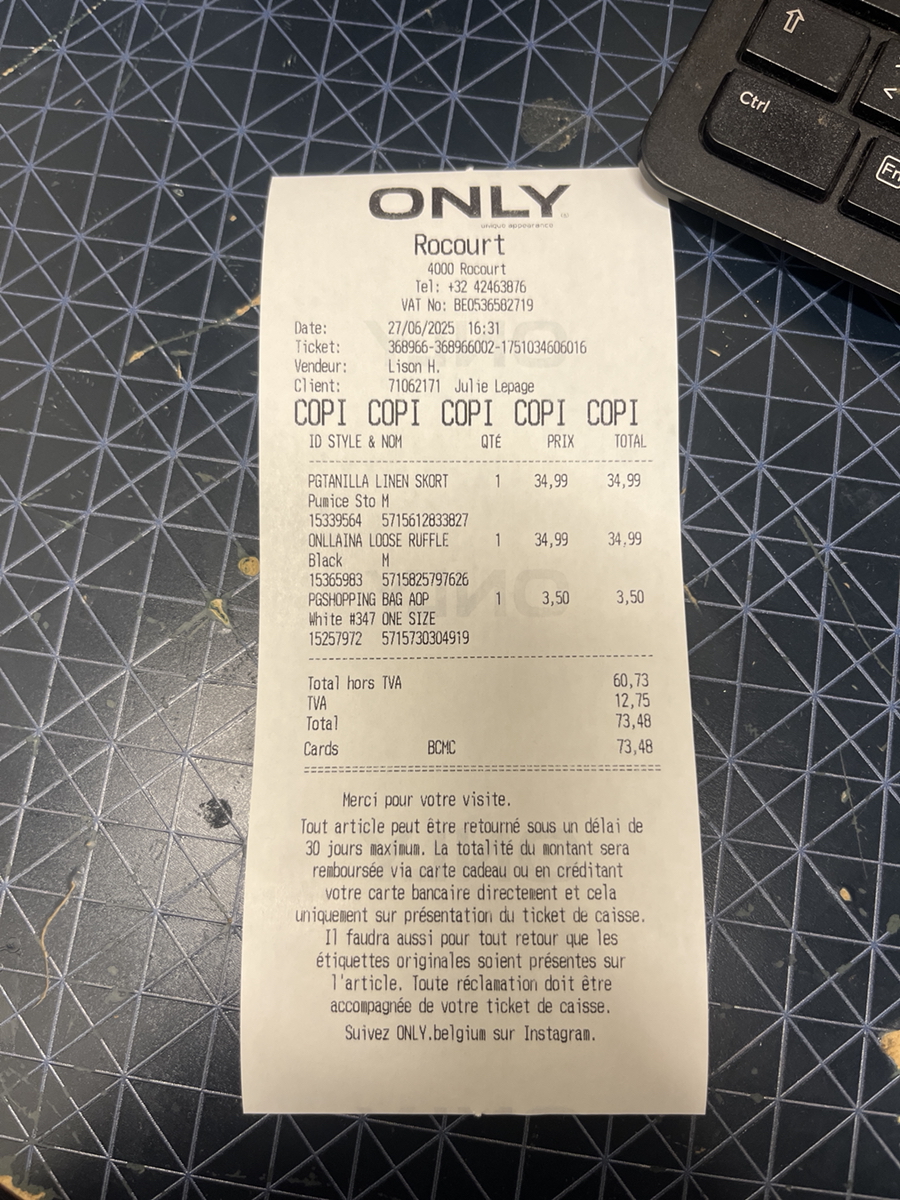 ⇧
Ctrl
<
Fn
ONLY
unique appearance
Rocourt
4000 Rocourt
Tel: +32 42463876
VAT No: BE0536582719
Date: 27/06/2025 16:31
Ticket: 368966-368966002-1751034606016
Vendeur: Lison H.
Client: 71062171 Julie Lepage
COPI COPI COPI COPI COPI
ID STYLE & NOM QTÉ PRIX TOTAL
PGTANILLA LINEN SKORT 1 34,99 34,99
Pumice Sto M
15339564 5715612833827
ONLLAINA LOOSE RUFFLE 1 34,99 34,99
Black M
15365983 5715825797626
PGSHOPPING BAG AOP 1 3,50 3,50
White #347 ONE SIZE
15257972 5715730304919
Total hors TVA 60,73
TVA 12,75
Total 73,48
Cards BCMC 73,48
Merci pour votre visite.
Tout article peut être retourné sous un délai de
30 jours maximum. La totalité du montant sera
remboursée via carte cadeau ou en créditant
votre carte bancaire directement et cela
uniquement sur présentation du ticket de caisse.
Il faudra aussi pour tout retour que les
étiquettes originales soient présentes sur
l'article. Toute réclamation doit être
accompagnée de votre ticket de caisse.
Suivez ONLY.belgium sur Instagram.